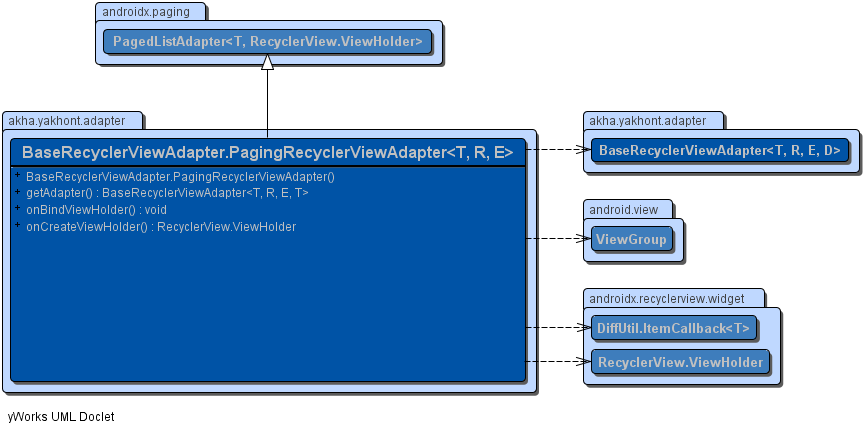 androidx.paging
PagedListAdapter<T, RecyclerView.ViewHolder>
akha.yakhont.adapter
BaseRecyclerViewAdapter.PagingRecyclerViewAdapter<T, R, E>
+ BaseRecyclerViewAdapter.PagingRecyclerViewAdapter()
+ getAdapter() : BaseRecyclerViewAdapter<T, R, E, T>
+ onBindViewHolder() : void
+ onCreateViewHolder() : RecyclerView.ViewHolder
akha.yakhont.adapter
BaseRecyclerViewAdapter<T, R, E, D>
android.view
ViewGroup
androidx.recyclerview.widget
DiffUtil.ItemCallback<T>
RecyclerView.ViewHolder
yWorks UML Doclet